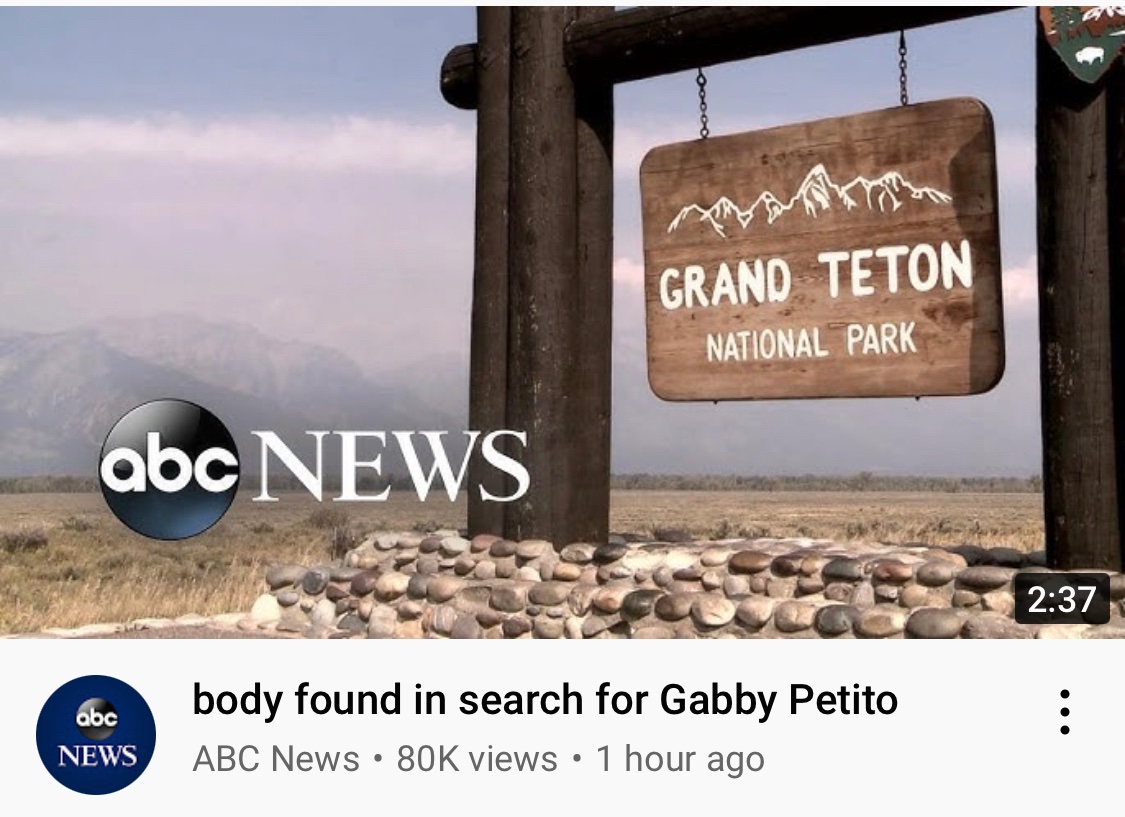 GRAND TETON
NATIONAL PARK
abc NEWS
2:37
abc
NEWS
body found in search for Gabby Petito
ABC News • 80K views • 1 hour ago